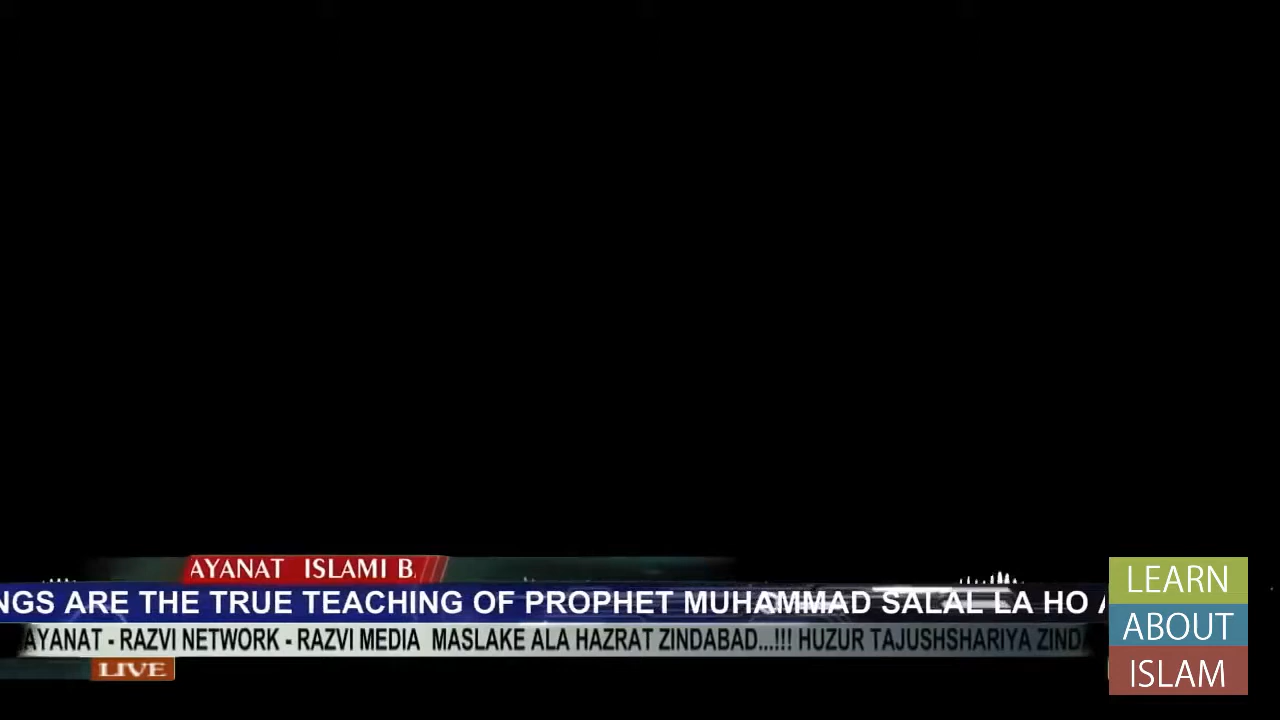 AYANAT ISLAMI B
NGS ARE THE TRUE TEACHING OF PROPHET MUHAMMAD SALAL LA HO A
AYANAT - RAZVI NETWORK - RAZVI MEDIA MASLAKE ALA HAZRAT ZINDABAD...!!! HUZUR TAJUSHSHARIYA ZIND
LIVE
LEARN
ABOUT
ISLAM